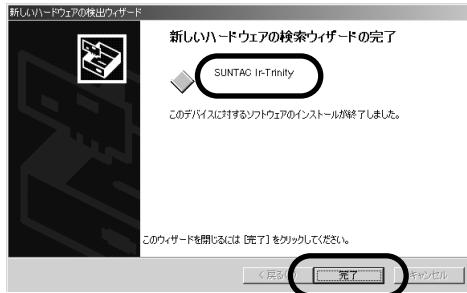 新しいハードウェアの検出ウィザード
新しいハードウェアの検索ウィザードの完了
SUNTAC Ir-Trinity
このデバイスに対するソフトウェアのインストールが終了しました。
このウィザードを閉じるには [完了] をクリックしてください。
< 戻る
完了
キャンセル